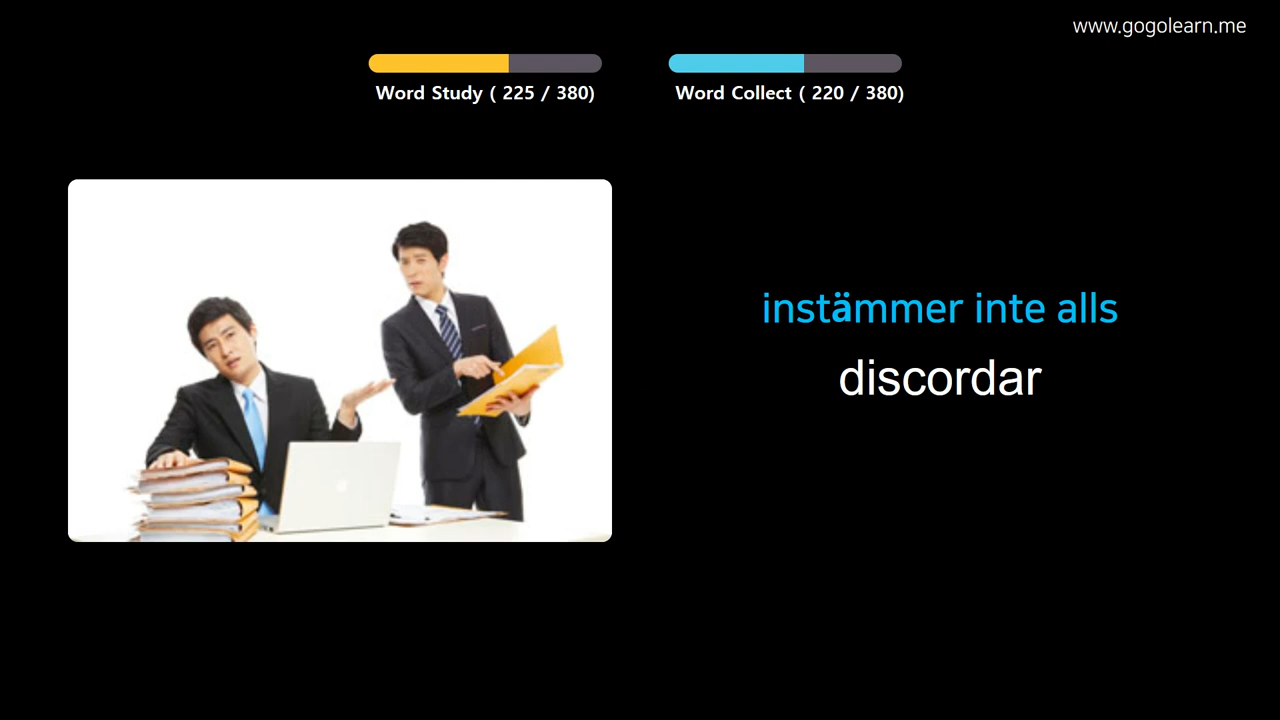 www.gogolearn.me
Word Study ( 225 / 380)
Word Collect ( 220 / 380)
instämmer inte alls
discordar